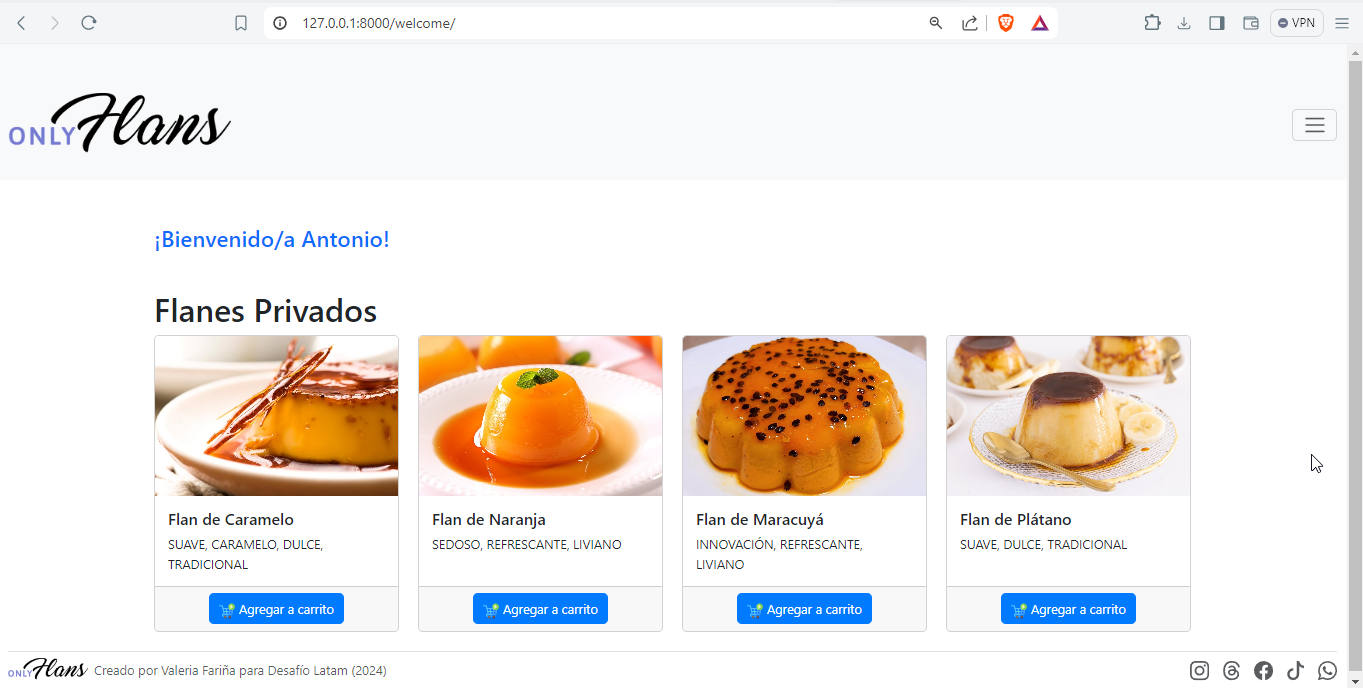 127.0.0.1:8000/welcome/
VPN
ONLY Flans
¡Bienvenido/a Antonio!
Flanes Privados
Flan de Caramelo
SUAVE, CARAMELO, DULCE,
TRADICIONAL
Agregar a carrito
Flan de Naranja
SEDOSO, REFRESCANTE, LIVIANO
Agregar a carrito
Flan de Maracuyá
INNOVACIÓN, REFRESCANTE,
LIVIANO
Agregar a carrito
Flan de Plátano
SUAVE, DULCE, TRADICIONAL
Agregar a carrito
ONLY Flans Creado por Valeria Fariña para Desafío Latam (2024)